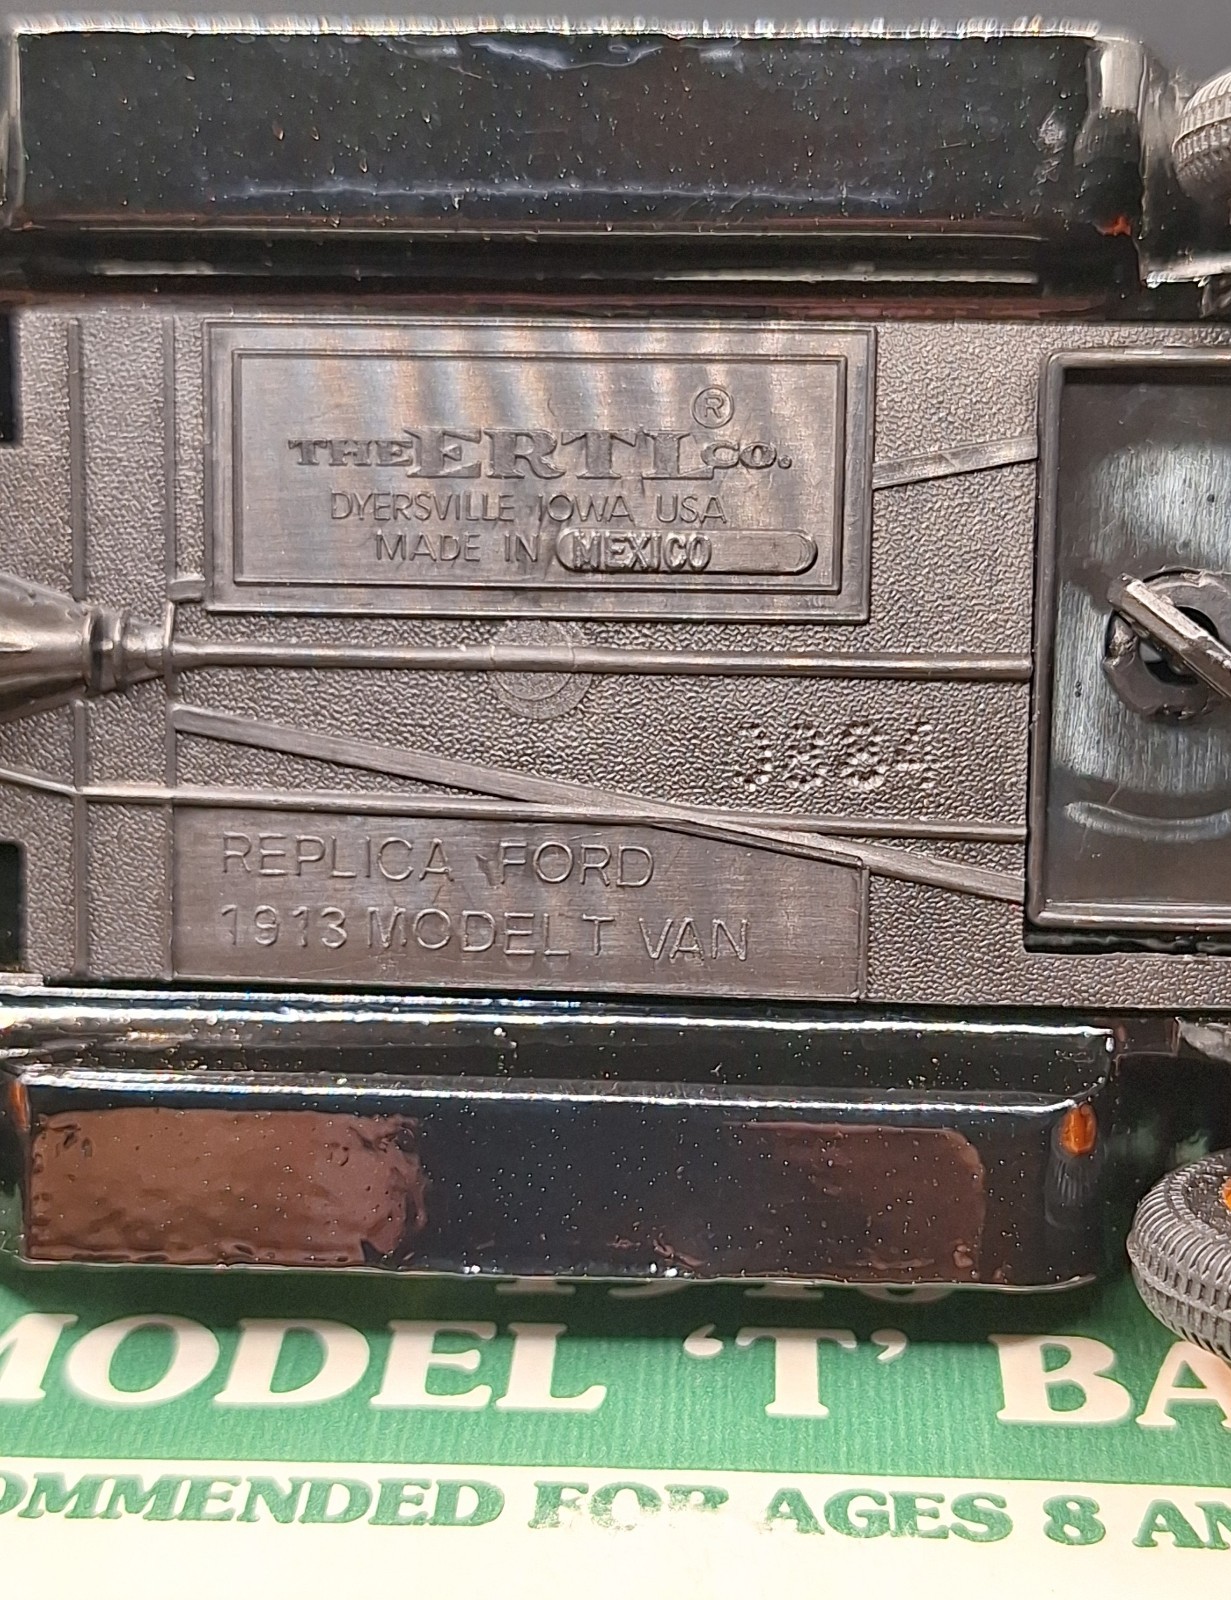 ®
THE ERTL CO.
DYERSVILLE IOWA USA
MADE IN MEXICO
REPLICA FORD
1913 MODEL T VAN
MODEL 'T' BA
OMMENDED FOR AGES 8 AN